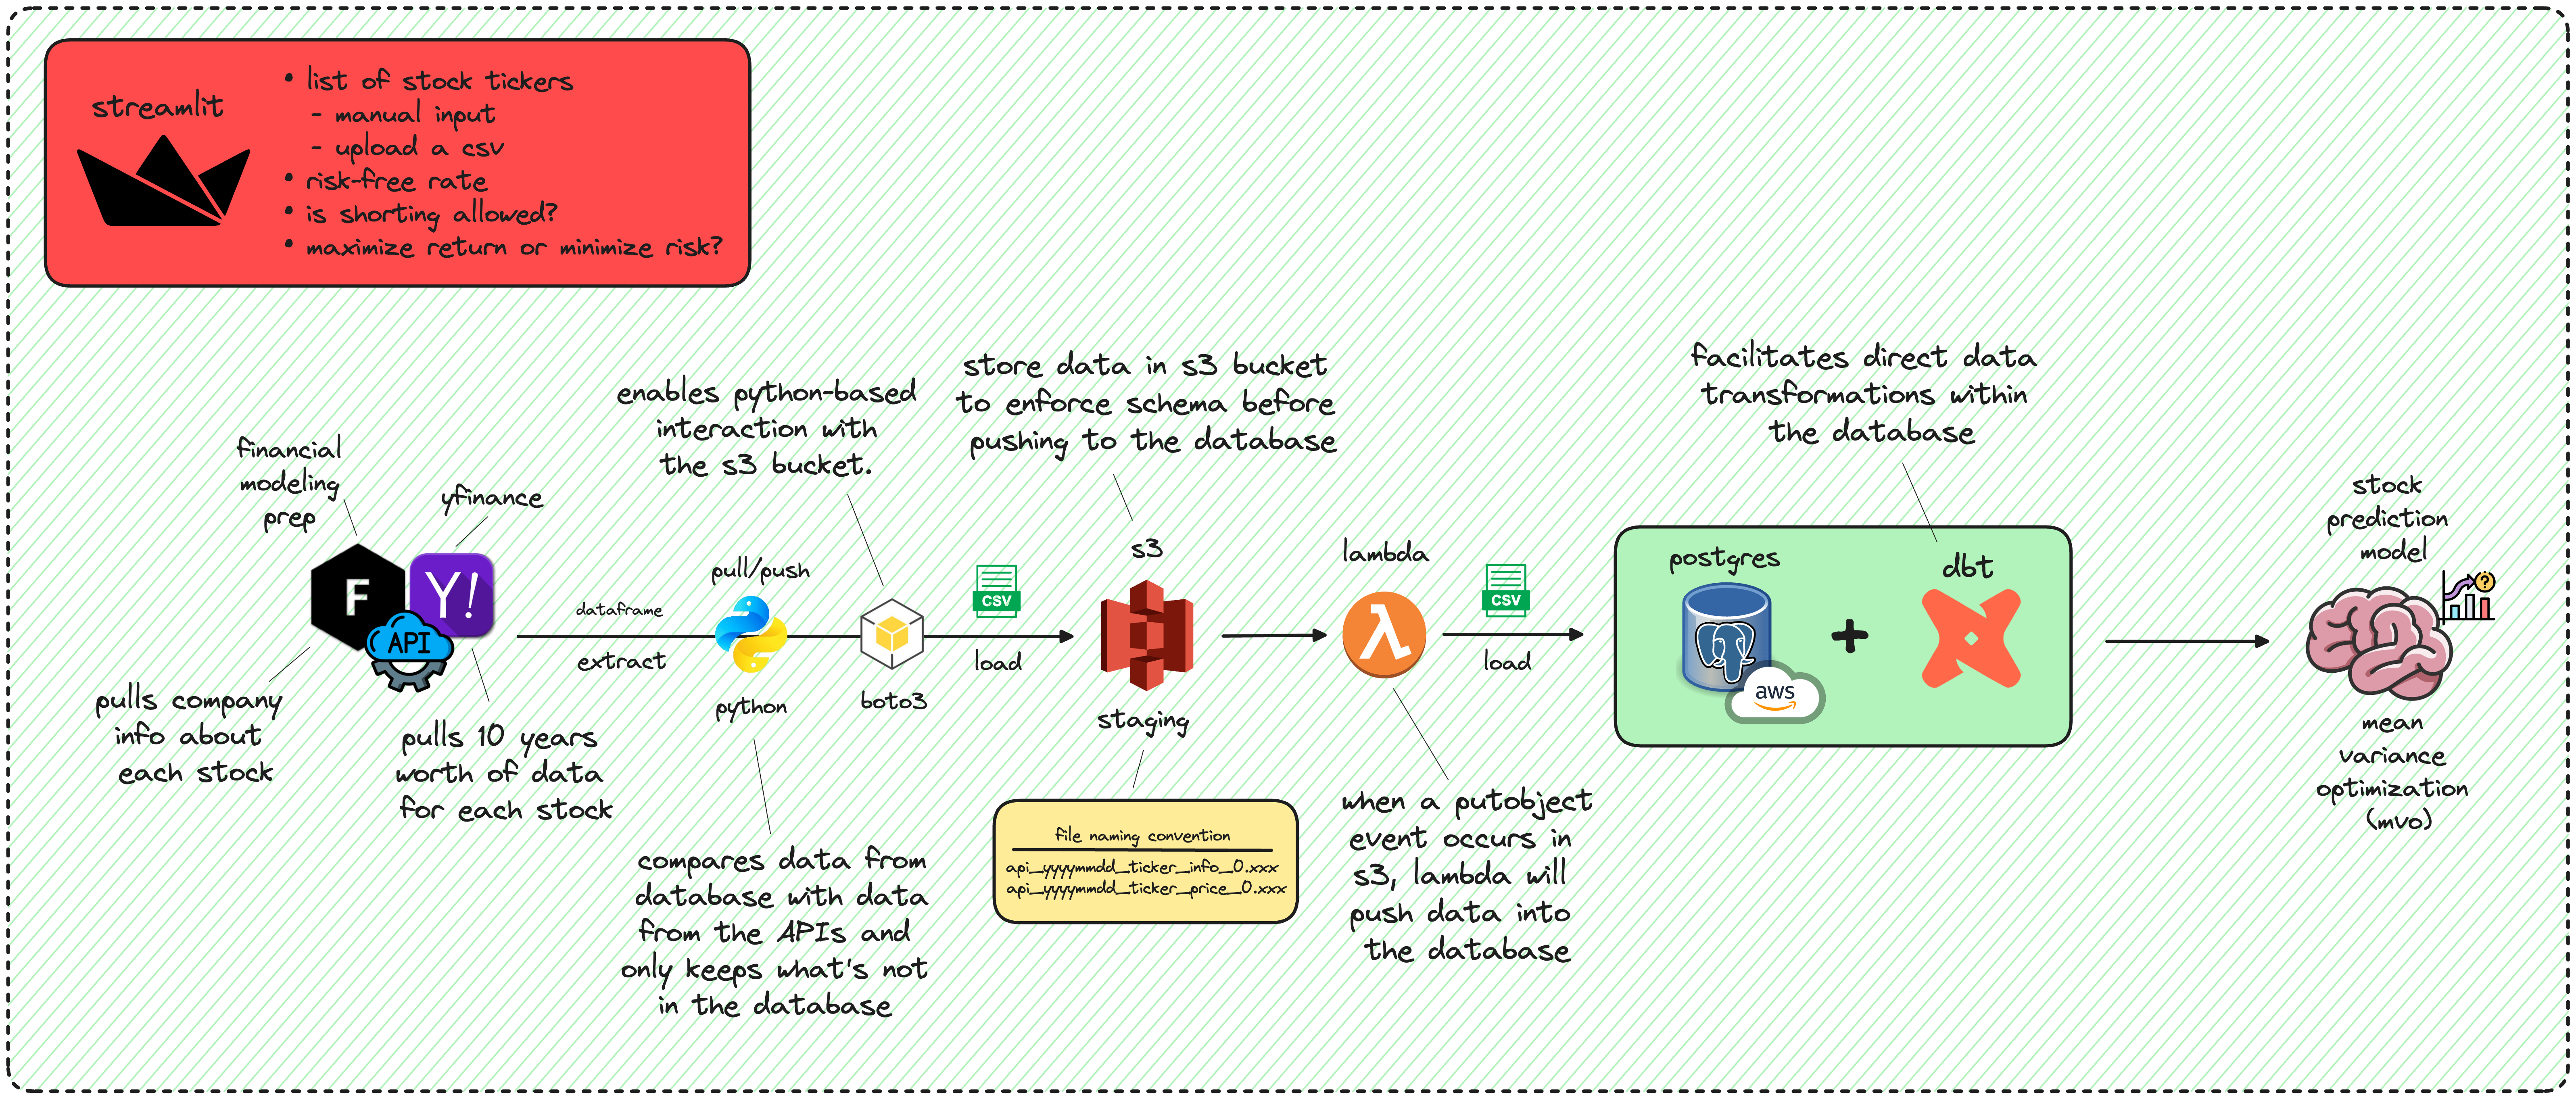 streamlit
• list of stock tickers
- manual input
- upload a csv
• risk-free rate
• is shorting allowed?
• maximize return or minimize risk?
financial
modeling
prep
yfinance
F
Y!
API
pulls company
info about
each stock
pulls 10 years
worth of data
for each stock
dataframe
extract
pull/push
python
compares data from
database with data
from the APIs and
only keeps what's not
in the database
enables python-based
interaction with
the s3 bucket.
boto3
CSV
load
store data in s3 bucket
to enforce schema before
pushing to the database
s3
staging
file naming convention
api_yyyymmdd_ticker_info_0.xxx
api_yyyymmdd_ticker_price_0.xxx
lambda
when a putobject
event occurs in
s3, lambda will
push data into
the database
CSV
load
facilitates direct data
transformations within
the database
postgres
aws
+
dbt
stock
prediction
model
?
mean
variance
optimization
(mvo)